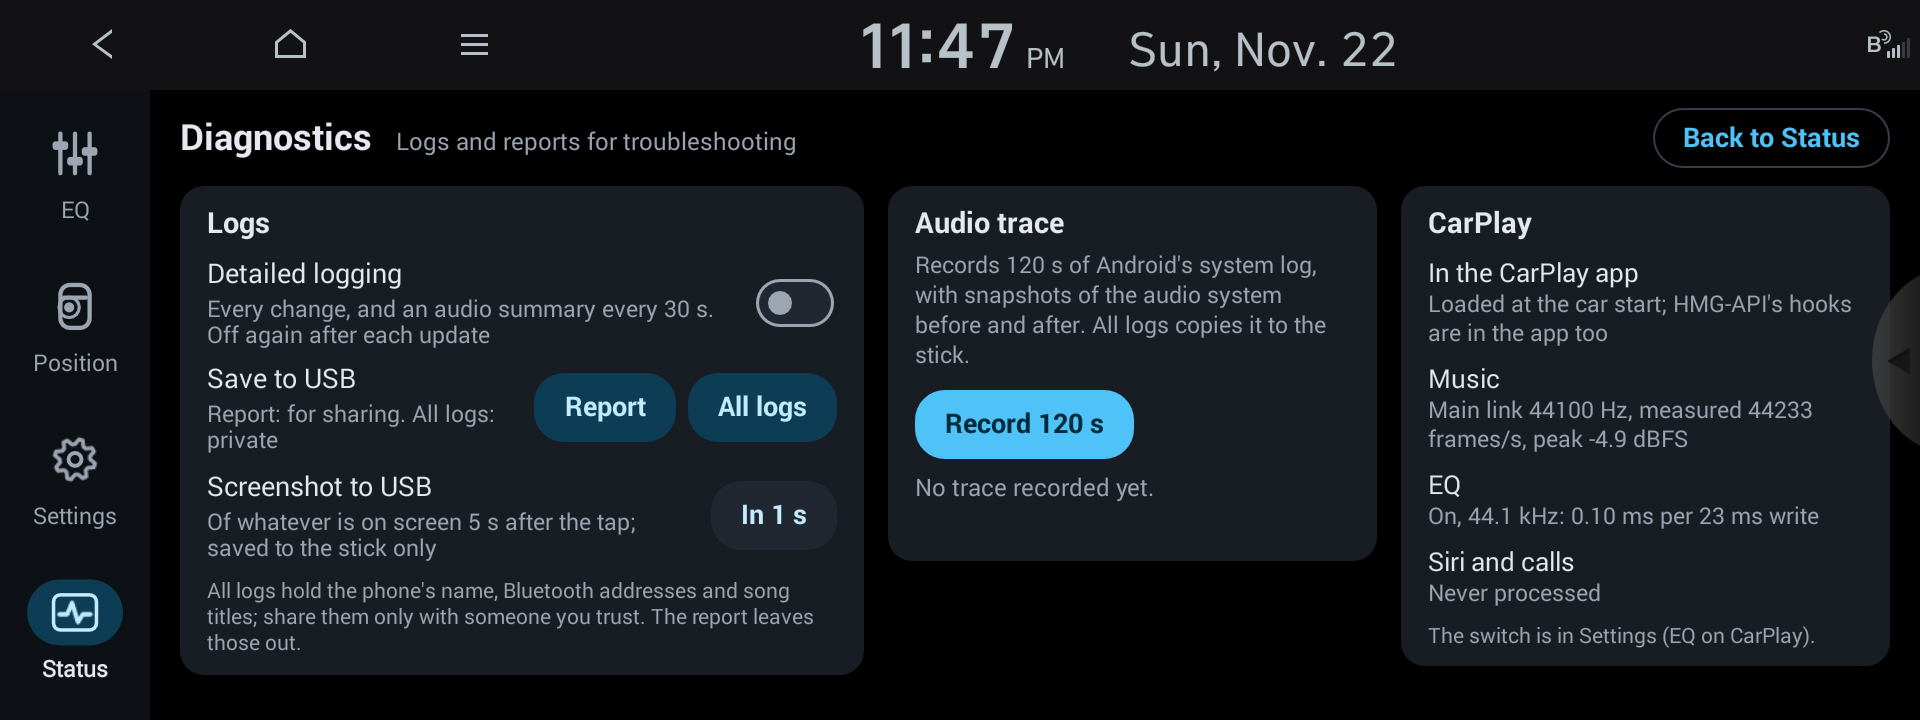 11:47 PM Sun, Nov. 22
B
Diagnostics Logs and reports for troubleshooting
Back to Status
EQ
Position
Settings
Status
Logs
Detailed logging
Every change, and an audio summary every 30 s.
Off again after each update
Save to USB
Report: for sharing. All logs:
private
Report
All logs
Screenshot to USB
Of whatever is on screen 5 s after the tap;
saved to the stick only
In 1 s
All logs hold the phone's name, Bluetooth addresses and song
titles; share them only with someone you trust. The report leaves
those out.
Audio trace
Records 120 s of Android's system log,
with snapshots of the audio system
before and after. All logs copies it to the
stick.
Record 120 s
No trace recorded yet.
CarPlay
In the CarPlay app
Loaded at the car start; HMG-API's hooks
are in the app too
Music
Main link 44100 Hz, measured 44233
frames/s, peak -4.9 dBFS
EQ
On, 44.1 kHz: 0.10 ms per 23 ms write
Siri and calls
Never processed
The switch is in Settings (EQ on CarPlay).